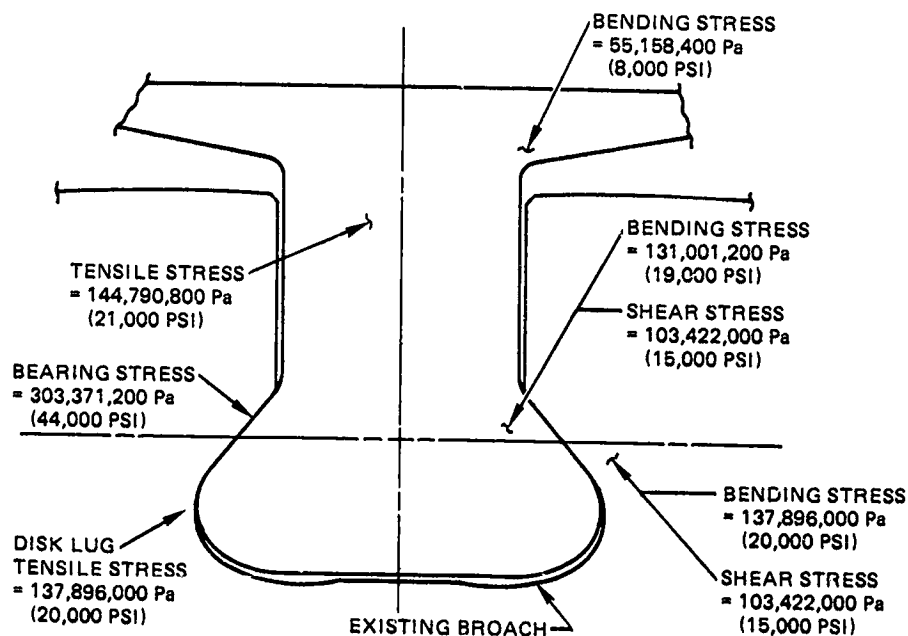 BENDING STRESS
= 55,158,400 Pa
(8,000 PSI)
TENSILE STRESS
= 144,790,800 Pa
(21,000 PSI)
BENDING STRESS
= 131,001,200 Pa
(19,000 PSI)
SHEAR STRESS
= 103,422,000 Pa
(15,000 PSI)
BEARING STRESS
= 303,371,200 Pa
(44,000 PSI)
DISK LUG
TENSILE STRESS
= 137,896,000 Pa
(20,000 PSI)
BENDING STRESS
= 137,896,000 Pa
(20,000 PSI)
SHEAR STRESS
= 103,422,000 Pa
(15,000 PSI)
EXISTING BROACH